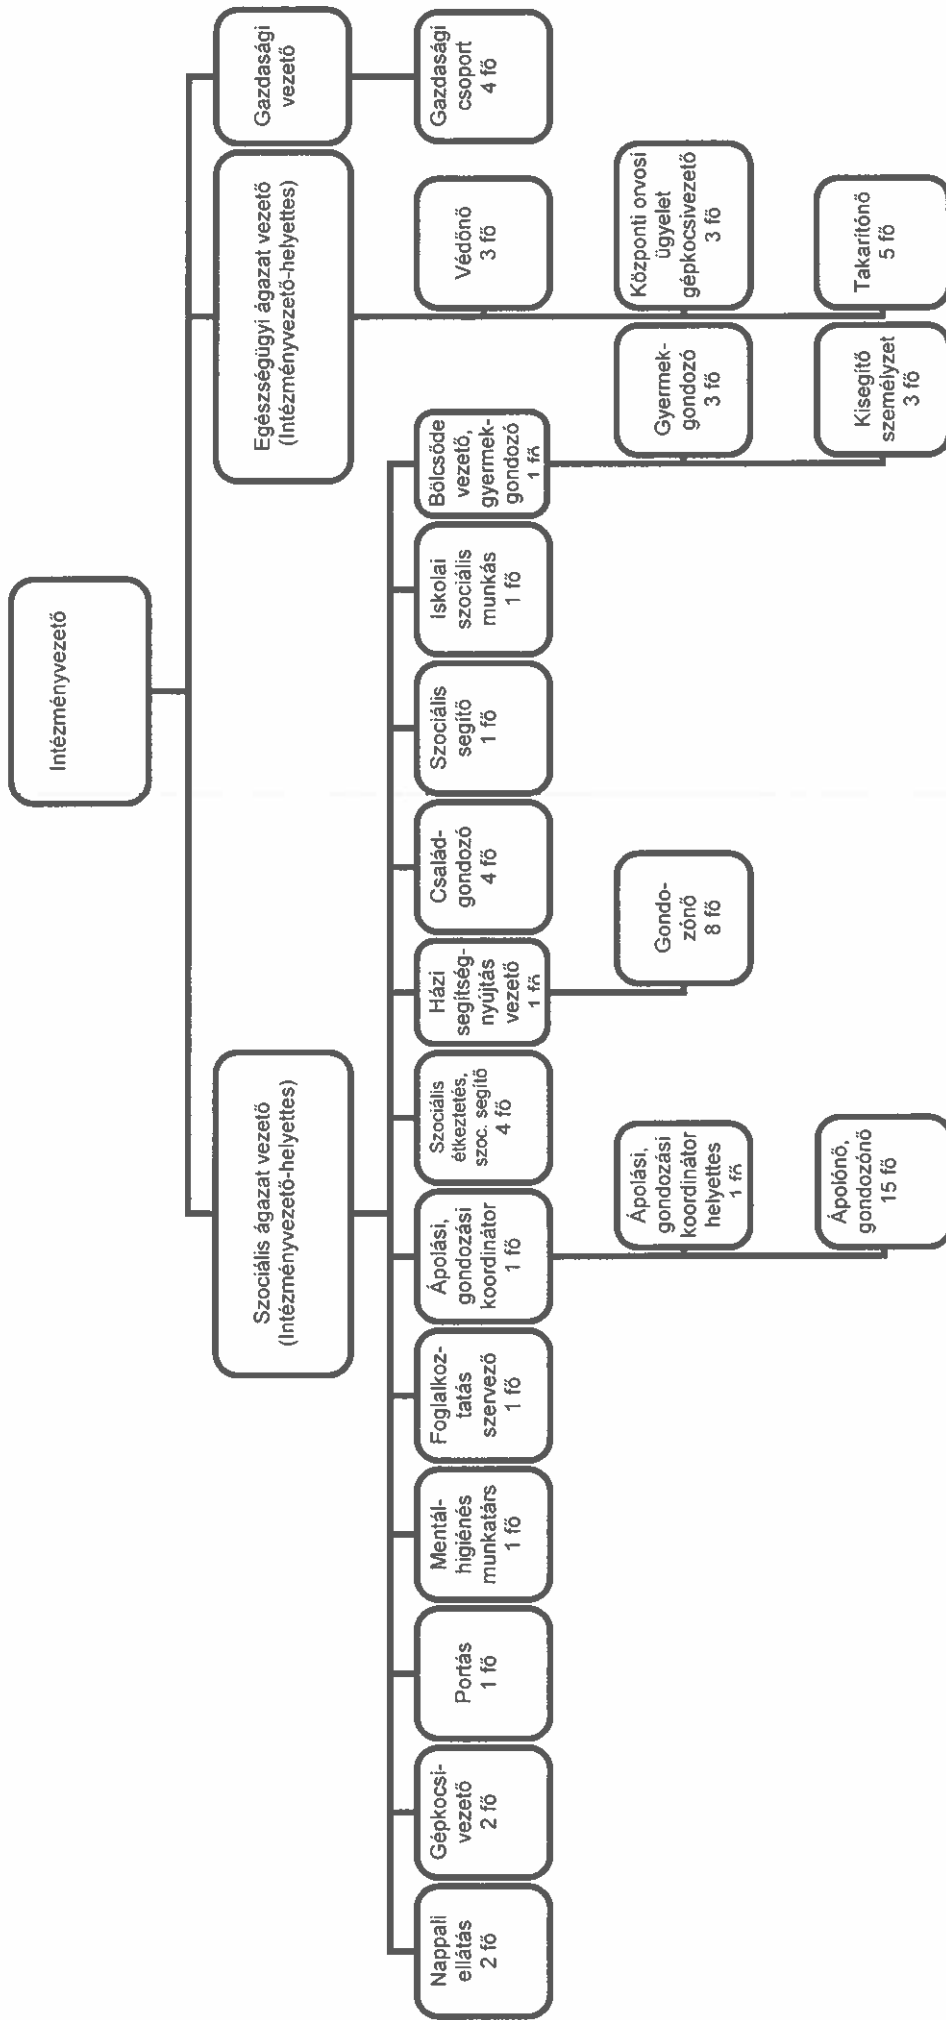 Intézményvezető
Szociális ágazat vezető
(Intézményvezető-helyettes)
Egészségügyi ágazat vezető
(Intézményvezető-helyettes)
Gazdasági
vezető
Nappali
ellátás
2 fő
Gépkocsi-
vezető
2 fő
Portás
1 fő
Mentál-
higiénés
munkatárs
1 fő
Foglalkoz-
tatás
szervező
1 fő
Ápolási,
gondozási
koordinátor
1 fő
Szociális
étkeztetés,
szoc. segítő
4 fő
Házi
segítség-
nyújtás
vezető
1 fő
Család-
gondozó
4 fő
Szociális
segítő
1 fő
Iskolai
szociális
munkás
1 fő
Bölcsőde
vezető,
gyermek-
gondozó
1 fő
Védőnő
3 fő
Gazdasági
csoport
4 fő
Ápolási,
gondozási
koordinátor
helyettes
1 fő
Gondo-
zónő
8 fő
Gyermek-
gondozó
3 fő
Központi orvosi
ügyelet
gépkocsivezető
3 fő
Ápolónő,
gondozónő
15 fő
Kisegítő
személyzet
3 fő
Takarítónő
5 fő